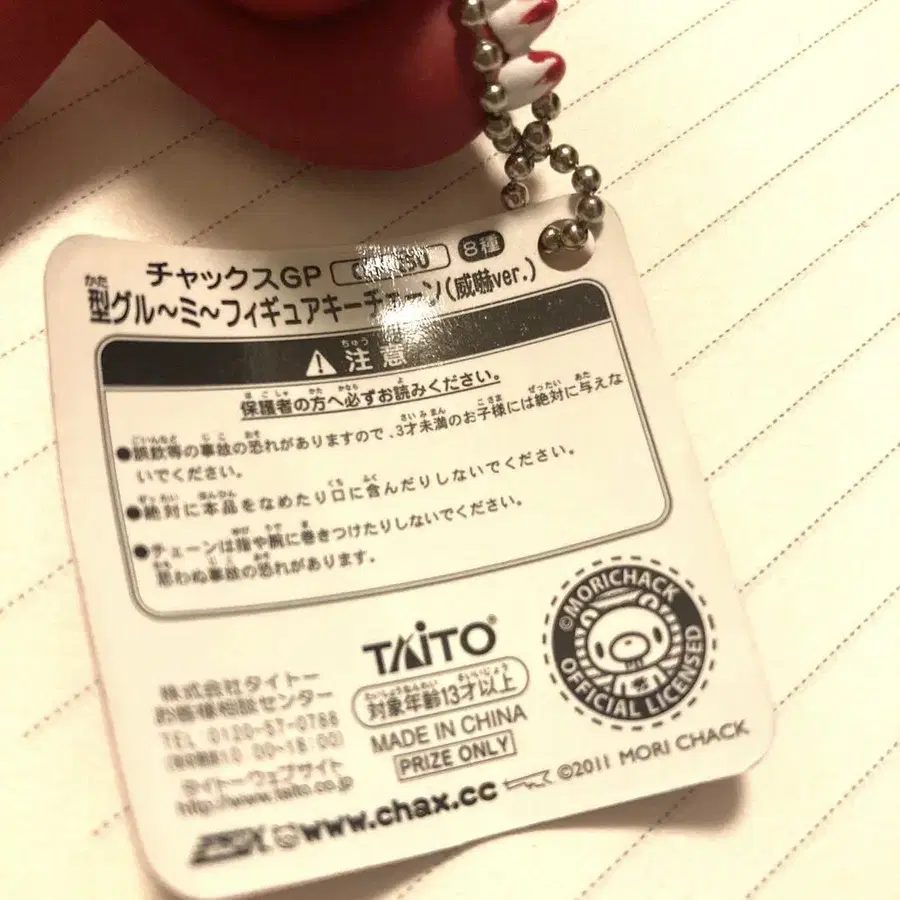 チャックスGP
8種
型グル～ミ～フィギュアキーチェーン(威嚇ver.)
注意
保護者の方へ必ずお読みください。
●誤飲等の事故の恐れがありますので、3才未満のお子様には絶対に与えな
いでください。
●絶対に本品をなめたり口に含んだりしないでください。
●チェーンは指や腕に巻きつけたりしないでください。
思わぬ事故の恐れがあります。
©MORICHACK
OFFICIAL LICENSED
TAITO®
対象年齢13才以上
MADE IN CHINA
PRIZE ONLY
株式会社タイトー
お客様相談センター
TEL 0120-57-0788
タイトーウェブサイト
http://www.taito.co.jp
www.chax.cc
©2011 MORI CHACK